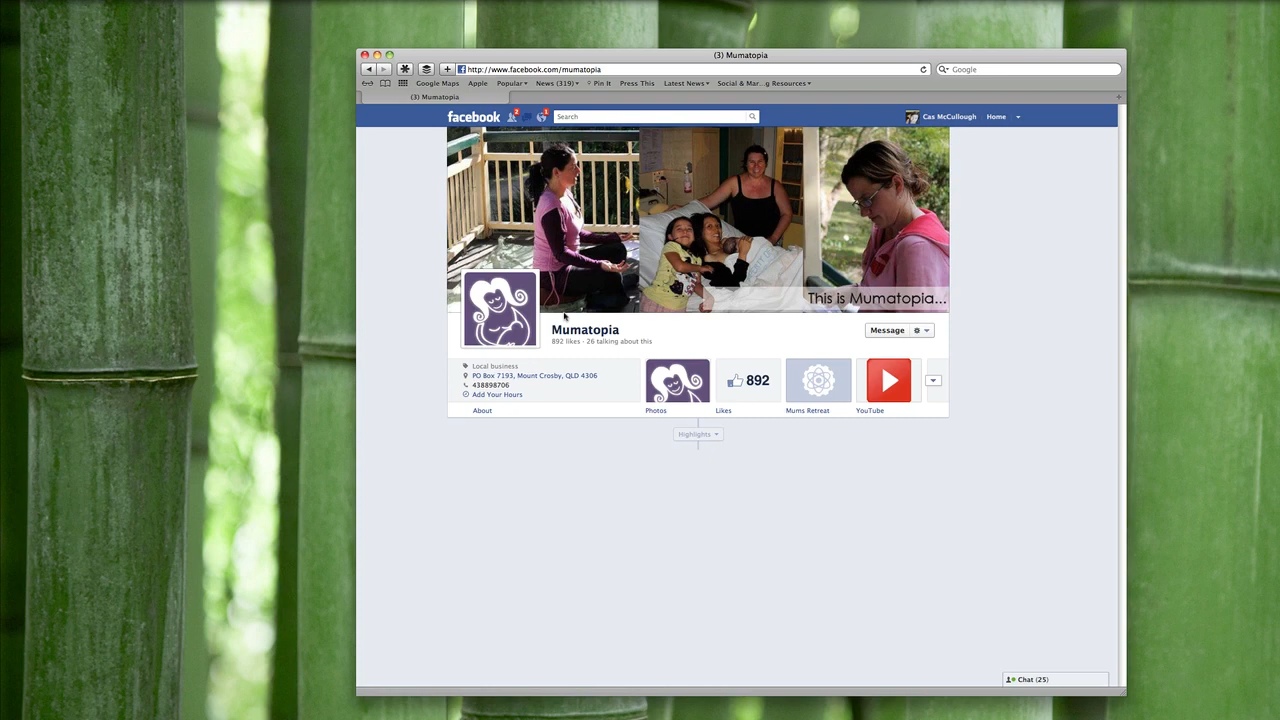 (3) Mumatopia
http://www.facebook.com/mumatopia
Google
Google Maps Apple Popular News (319) Pin It Press This Latest News Social & Mar...g Resources
(3) Mumatopia
facebook 2 1 Search Cas McCullough Home
This is Mumatopia...
Mumatopia
892 likes · 26 talking about this
Message
Local business
PO Box 7193, Mount Crosby, QLD 4306
438898706
Add Your Hours
892
About Photos Likes Mums Retreat YouTube
Highlights
Chat (25)